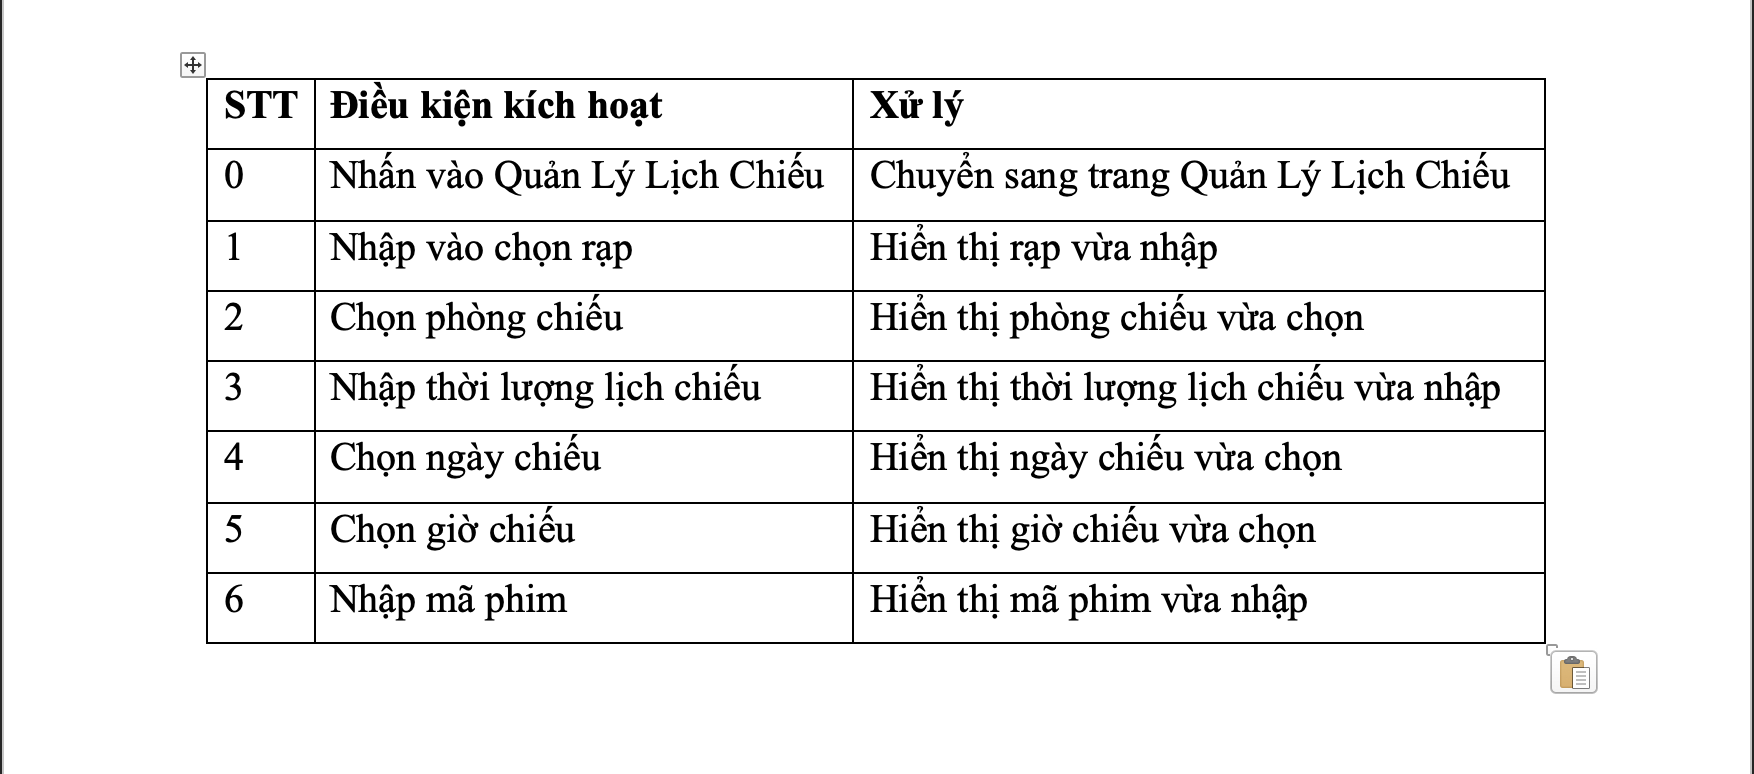 STT Điều kiện kích hoạt Xử lý
0 Nhấn vào Quản Lý Lịch Chiếu Chuyển sang trang Quản Lý Lịch Chiếu
1 Nhập vào chọn rạp Hiển thị rạp vừa nhập
2 Chọn phòng chiếu Hiển thị phòng chiếu vừa chọn
3 Nhập thời lượng lịch chiếu Hiển thị thời lượng lịch chiếu vừa nhập
4 Chọn ngày chiếu Hiển thị ngày chiếu vừa chọn
5 Chọn giờ chiếu Hiển thị giờ chiếu vừa chọn
6 Nhập mã phim Hiển thị mã phim vừa nhập